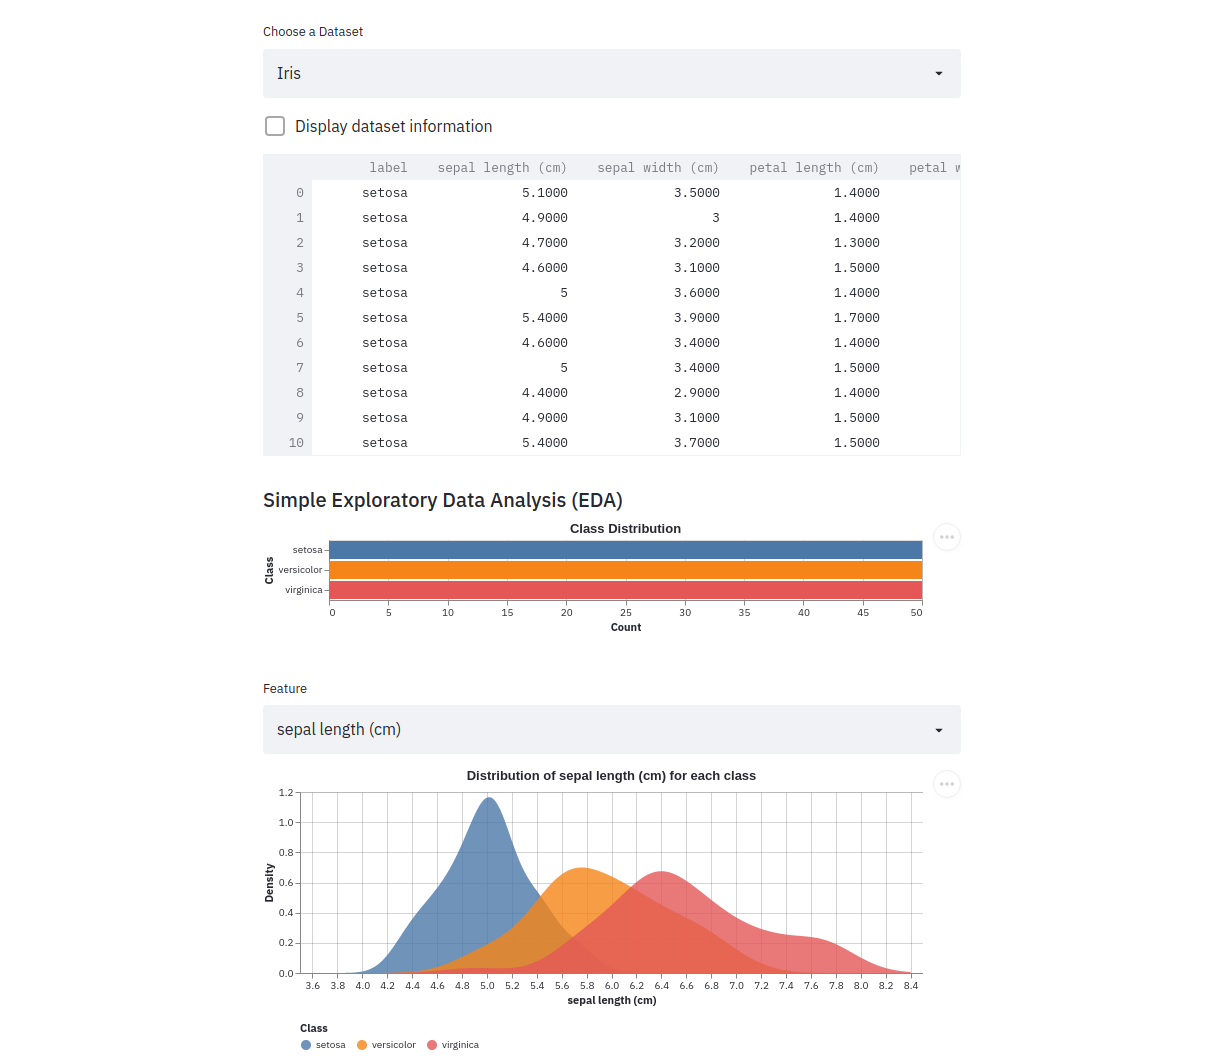 Choose a Dataset
Iris
Display dataset information
label sepal length (cm) sepal width (cm) petal length (cm) petal w
0 setosa 5.1000 3.5000 1.4000
1 setosa 4.9000 3 1.4000
2 setosa 4.7000 3.2000 1.3000
3 setosa 4.6000 3.1000 1.5000
4 setosa 5 3.6000 1.4000
5 setosa 5.4000 3.9000 1.7000
6 setosa 4.6000 3.4000 1.4000
7 setosa 5 3.4000 1.5000
8 setosa 4.4000 2.9000 1.4000
9 setosa 4.9000 3.1000 1.5000
10 setosa 5.4000 3.7000 1.5000
Simple Exploratory Data Analysis (EDA)
Class Distribution
Class
setosa
versicolor
virginica
0 5 10 15 20 25 30 35 40 45 50
Count
Feature
sepal length (cm)
Distribution of sepal length (cm) for each class
Density
1.2
1.0
0.8
0.6
0.4
0.2
0.0
3.6 3.8 4.0 4.2 4.4 4.6 4.8 5.0 5.2 5.4 5.6 5.8 6.0 6.2 6.4 6.6 6.8 7.0 7.2 7.4 7.6 7.8 8.0 8.2 8.4
sepal length (cm)
Class
setosa versicolor virginica